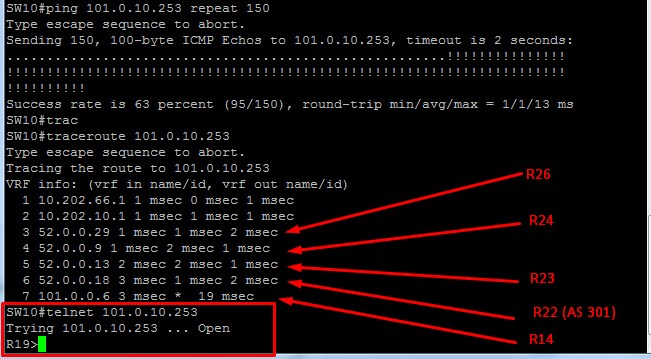 SW10#ping 101.0.10.253 repeat 150
Type escape sequence to abort.
Sending 150, 100-byte ICMP Echos to 101.0.10.253, timeout is 2 seconds:
.......................................................!!!!!!!!!!!!!!!
!!!!!!!!!!!!!!!!!!!!!!!!!!!!!!!!!!!!!!!!!!!!!!!!!!!!!!!!!!!!!!!!!!!!!!
!!!!!!!!!!
Success rate is 63 percent (95/150), round-trip min/avg/max = 1/1/13 ms
SW10#trac
SW10#traceroute 101.0.10.253
Type escape sequence to abort.
Tracing the route to 101.0.10.253
VRF info: (vrf in name/id, vrf out name/id)
1 10.202.66.1 1 msec 0 msec 1 msec
2 10.202.10.1 1 msec 1 msec 1 msec
3 52.0.0.29 1 msec 1 msec 2 msec
4 52.0.0.9 1 msec 2 msec 1 msec
5 52.0.0.13 2 msec 2 msec 1 msec
6 52.0.0.18 3 msec 1 msec 2 msec
7 101.0.0.6 3 msec * 19 msec
SW10#telnet 101.0.10.253
Trying 101.0.10.253 ... Open
R19>
R26
R24
R23
R22 (AS 301)
R14